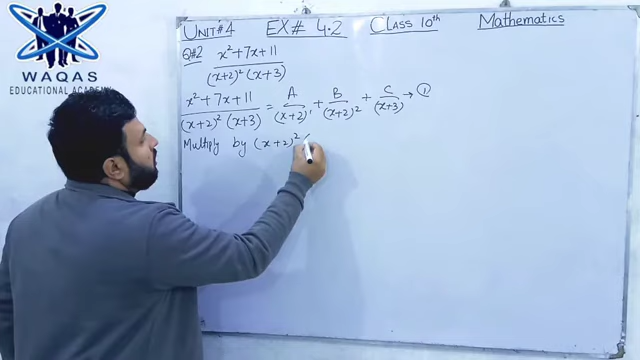 WAQAS
EDUCATIONAL ACADEMY
UNIT#4 EX# 4.2 CLASS 10th Mathematics
Q#2 x²+7x+11 / (x+2)² (x+3)
x²+7x+11 / (x+2)² (x+3) = A / (x+2)¹ + B / (x+2)² + C / (x+3) → ①
Multiply by (x+2)² (